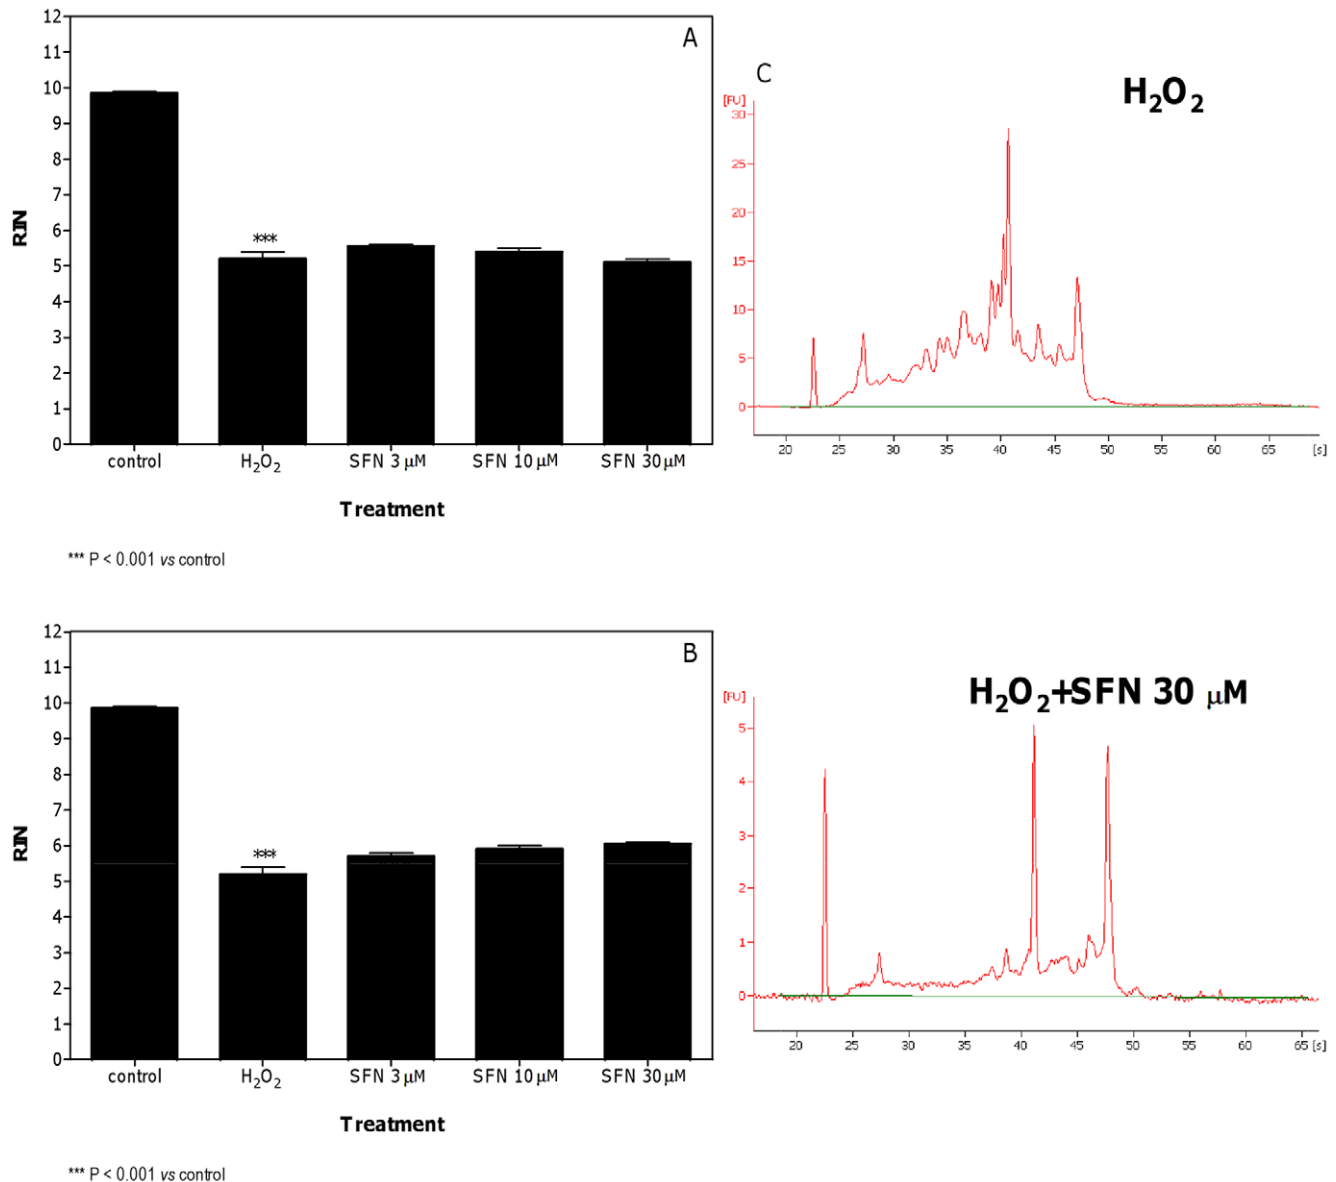 A
12
11
10
9
8
7
6
5
4
3
2
1
0
RIN
***
control
H₂O₂
SFN 3 μM
SFN 10 μM
SFN 30 μM
Treatment
*** P < 0.001 vs control
C
H₂O₂
[FU]
30
25
20
15
10
5
0
20 25 30 35 40 45 50 55 60 65 [s]
B
12
11
10
9
8
7
6
5
4
3
2
1
0
RIN
***
control
H₂O₂
SFN 3 μM
SFN 10 μM
SFN 30 μM
Treatment
*** P < 0.001 vs control
H₂O₂+SFN 30 μM
[FU]
5
4
3
2
1
0
20 25 30 35 40 45 50 55 60 65 [s]